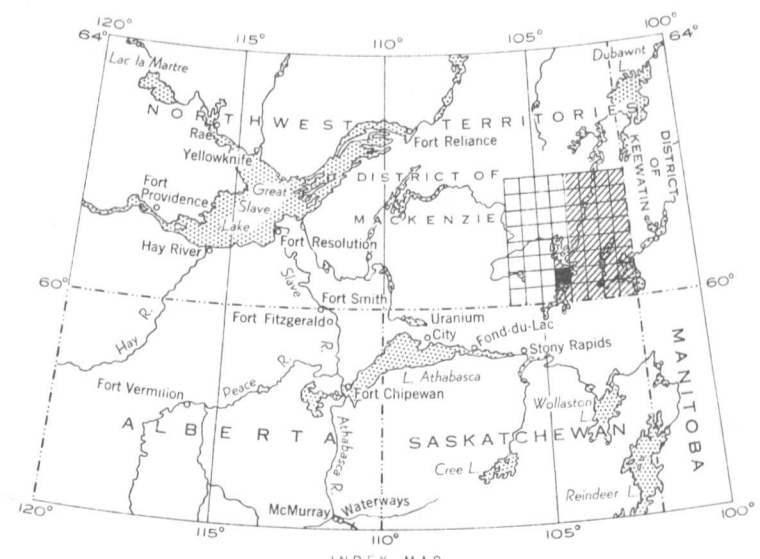 120°
115°
110°
105°
100°
64°
64°
Lac la Martre
Dubawnt
L.
NORTHWEST TERRITORIES
Rae
Fort Reliance
Yellowknife
DISTRICT OF
MACKENZIE
DISTRICT
OF
KEEWATIN
Fort
Providence
Great
Slave
Lake
Hay River
Fort Resolution
Slave
R.
60°
60°
Fort Smith
Fort Fitzgerald
Uranium
City
Fond-du-Lac
Stony Rapids
Hay R.
Peace R.
L. Athabasca
Fort Vermilion
Fort Chipewan
Wollaston
L.
MANITOBA
ALBERTA
Athabasca R.
SASKATCHEWAN
Cree L.
Reindeer L.
McMurray
Waterways
120°
115°
110°
105°
100°
INDEX MAP